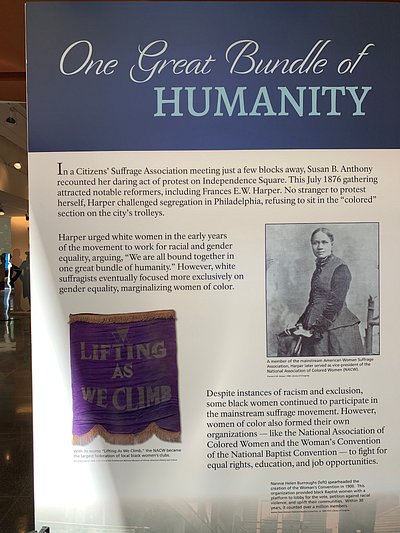 One Great Bundle of
HUMANITY
In a Citizens' Suffrage Association meeting just a few blocks away, Susan B. Anthony
recounted her daring act of protest on Independence Square. This July 1876 gathering
attracted notable reformers, including Frances E.W. Harper. No stranger to protest
herself, Harper challenged segregation in Philadelphia, refusing to sit in the "colored"
section on the city's trolleys.
Harper urged white women in the early years
of the movement to work for racial and gender
equality, arguing, "We are all bound together in
one great bundle of humanity." However, white
suffragists eventually focused more exclusively on
gender equality, marginalizing women of color.
A member of the mainstream American Woman Suffrage
Association, Harper later served as vice-president of the
National Association of Colored Women (NACW).
LIFTING
AS
WE CLIMB
With its motto "Lifting As We Climb," the NACW became
the largest federation of local black women's clubs.
Despite instances of racism and exclusion,
some black women continued to participate in
the mainstream suffrage movement. However,
women of color also formed their own
organizations — like the National Association of
Colored Women and the Woman's Convention
of the National Baptist Convention — to fight for
equal rights, education, and job opportunities.
Nannie Helen Burroughs (left) spearheaded the
creation of the Woman's Convention in 1900. This
organization provided black Baptist women with a
platform to lobby for the vote, petition against racial
violence, and uplift their communities. Within 30
years, it counted over a million members.